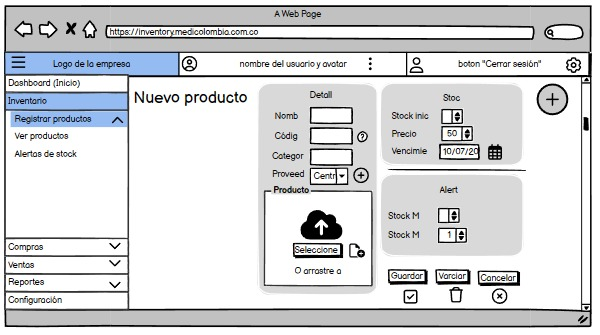 A Web Page
https://inventory.medicolombia.com.co
Logo de la empresa
nombre del usuario y avatar
boton "Cerrar sesión"
Dashboard (Inicio)
Inventario
Registrar productos
Ver productos
Alertas de stock
Compras
Ventas
Reportes
Configuración
Nuevo producto
Detall
Nomb
Códig
Categor
Proveed
Centr
Producto
Seleccione
O arrastre a
Stoc
Stock inic
Precio
50
Vencimie
10/07/20
Alert
Stock M
Stock M
1
Guardar
Varciar
Cancelar